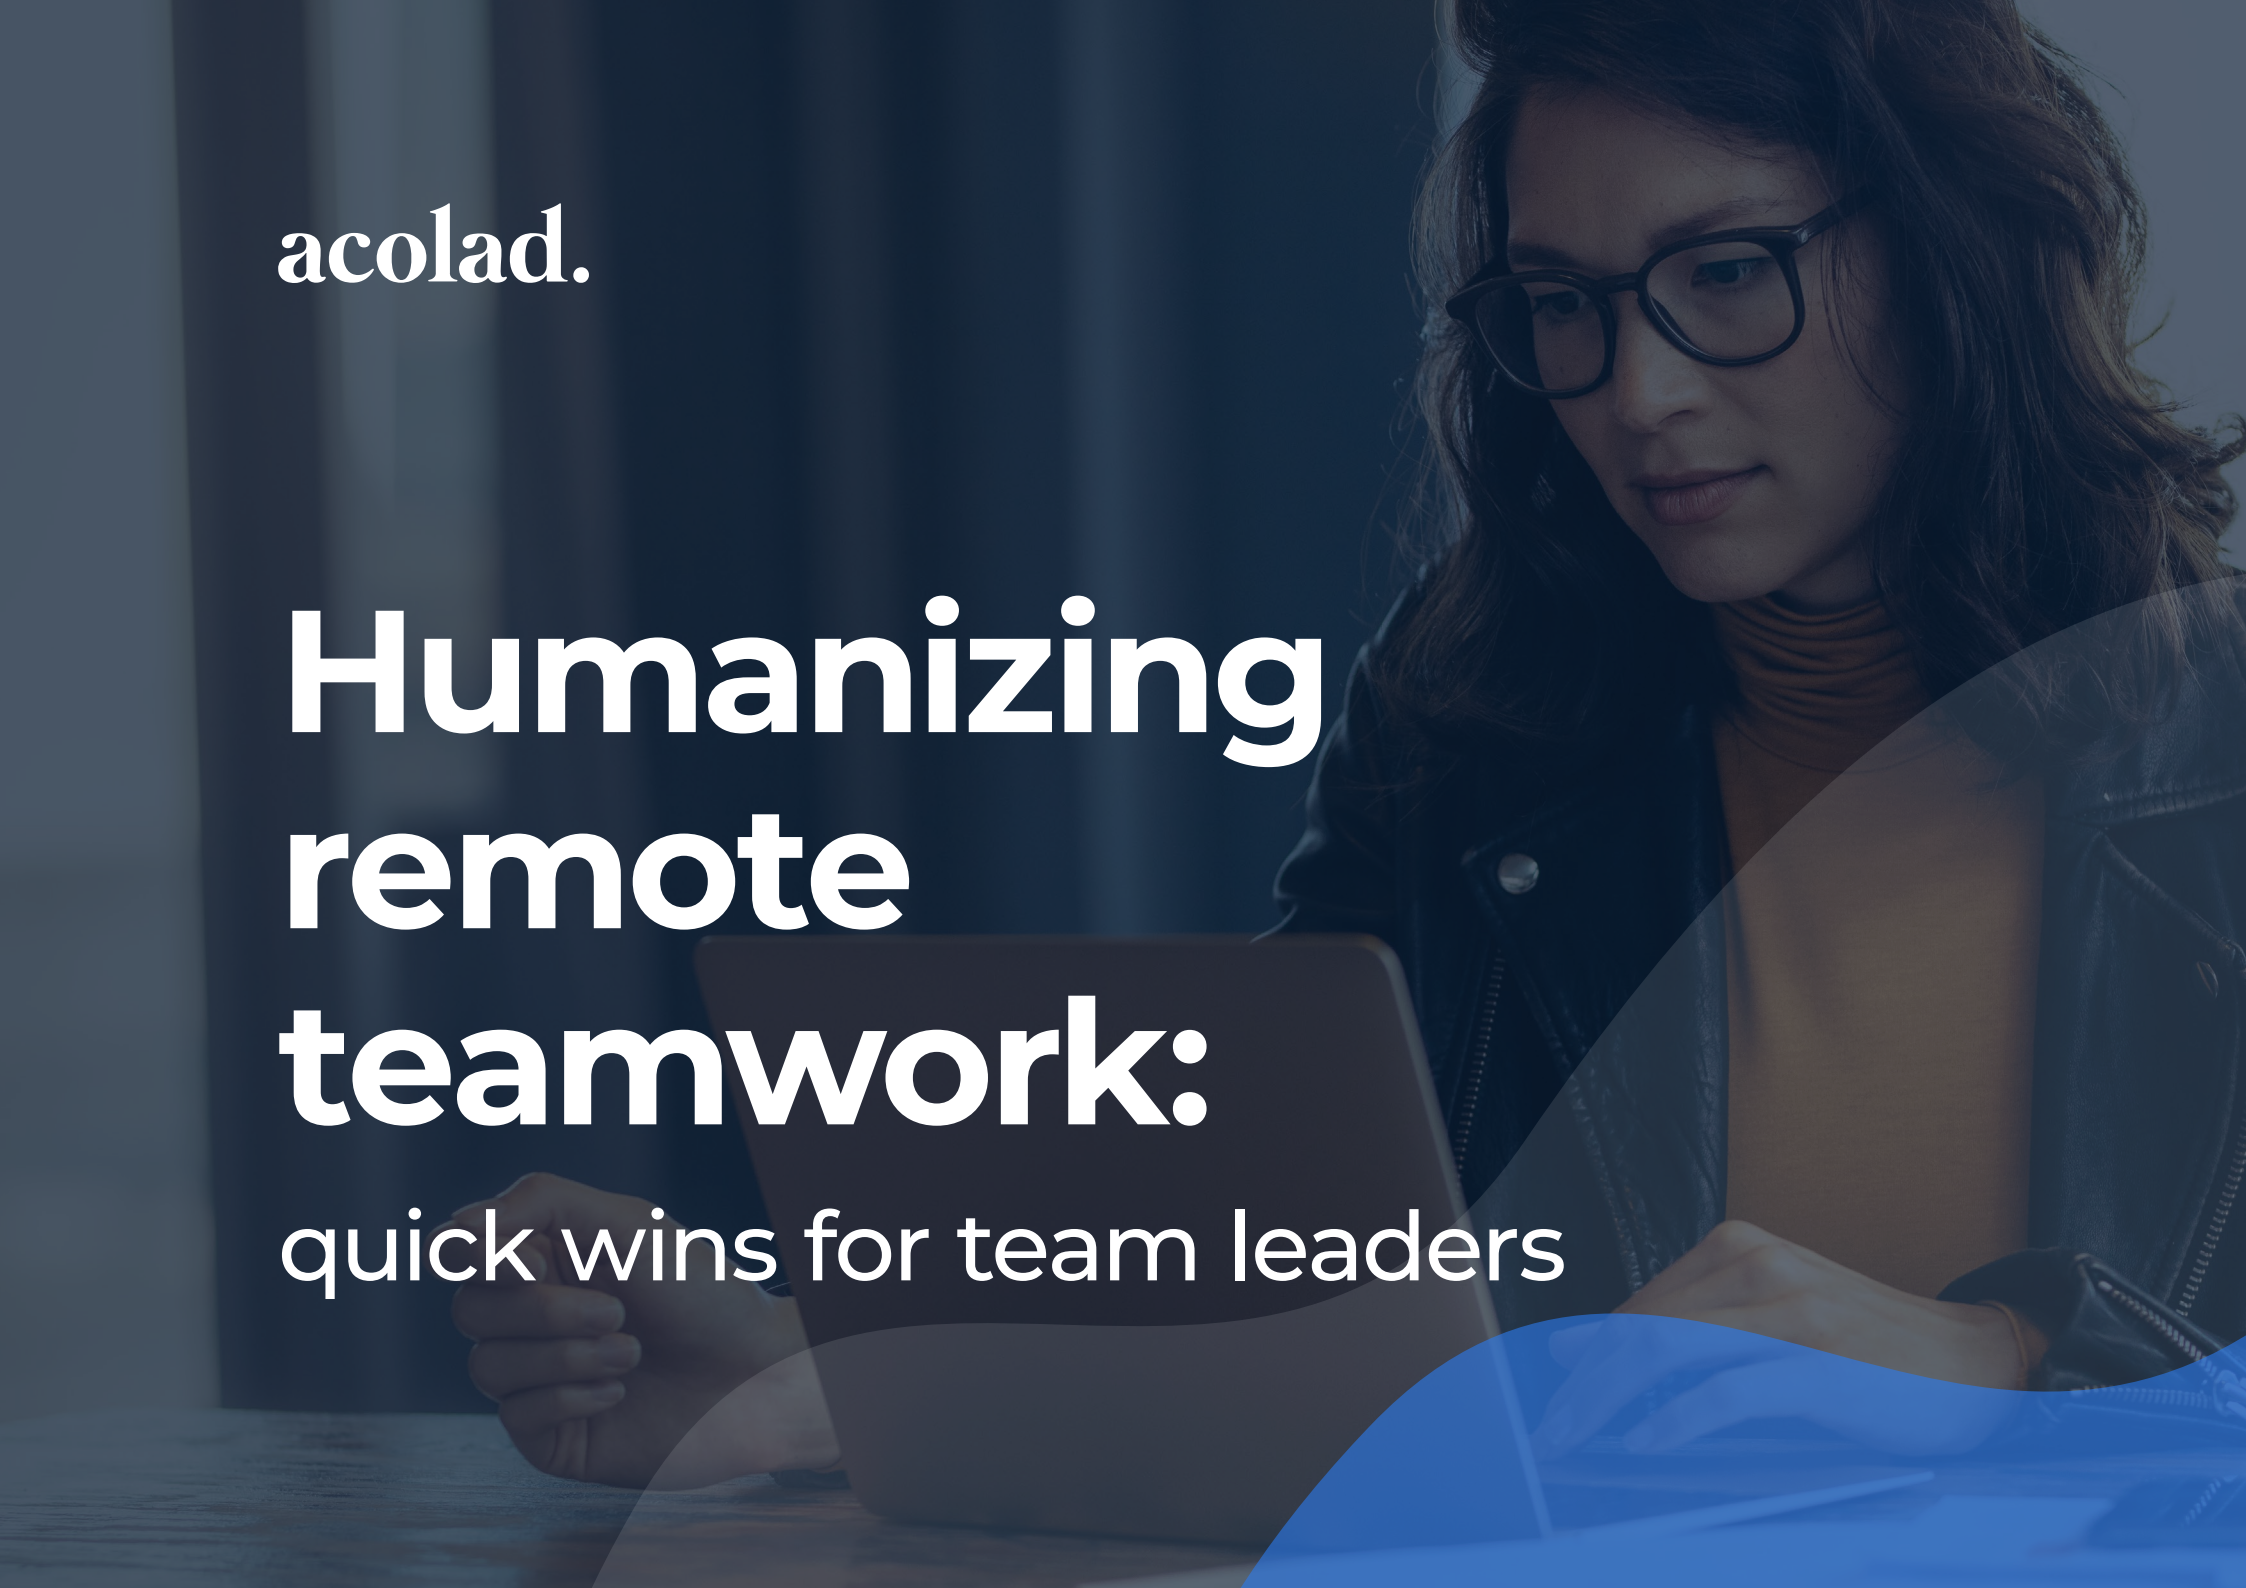 acolad.
Humanizing
remote
teamwork:
quick wins for team leaders